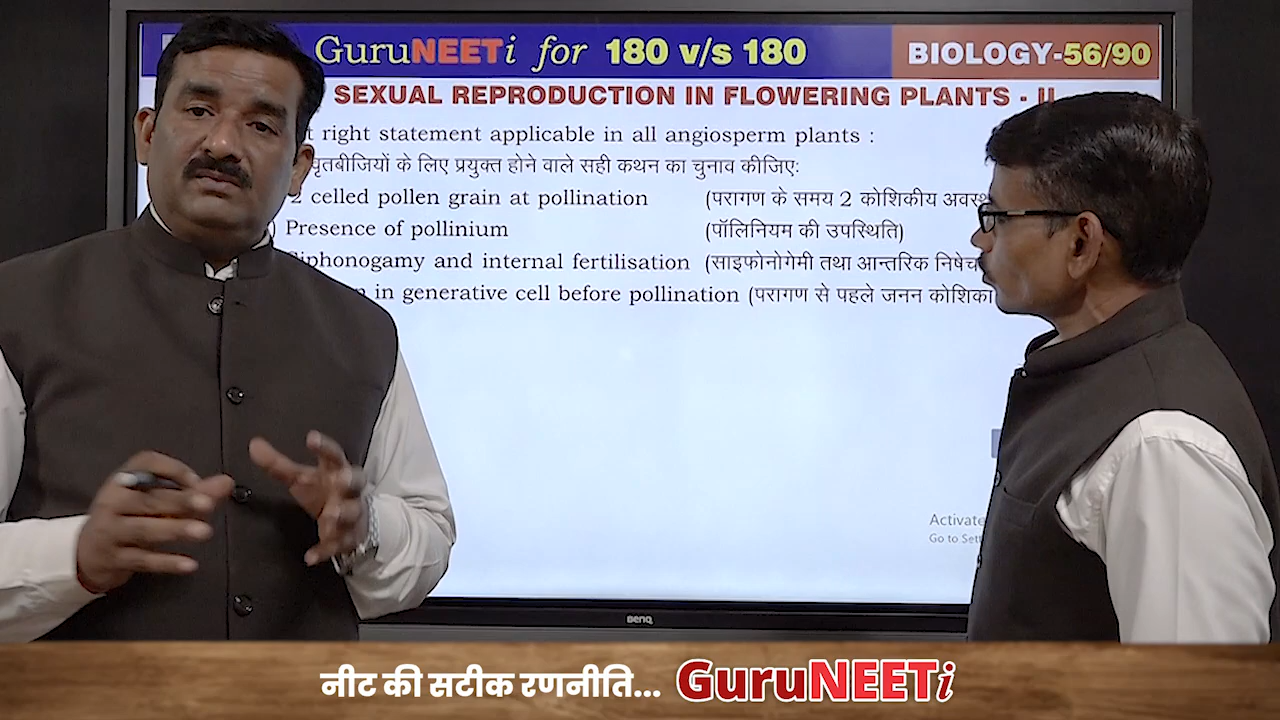 GuruNEETi for 180 v/s 180
BIOLOGY-56/90
SEXUAL REPRODUCTION IN FLOWERING PLANTS - II
right statement applicable in all angiosperm plants :
के लिए प्रयुक्त होने वाले सही कथन का चुनाव कीजिए:
2 celled pollen grain at pollination (परागण के समय 2 कोशिकीय
) Presence of pollinium (पॉलिनियम की उपस्थिति)
Siphonogamy and internal fertilisation (साइफोनोगेमी तथा आन्तरिक
in generative cell before pollination (परागण से पहले जनन
Activate
Go to
BenQ
नीट की सटीक रणनीति... GuruNEETi